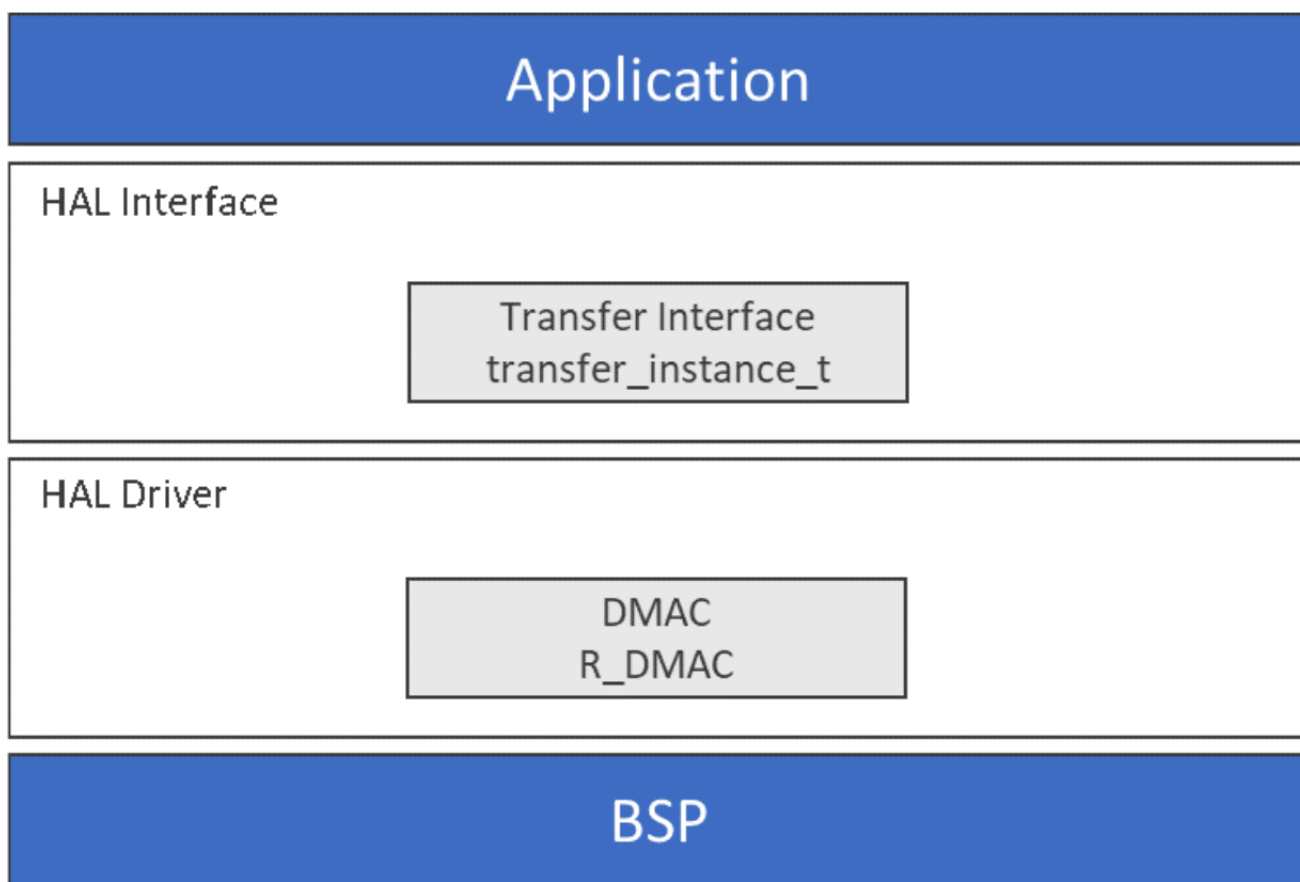 Application
HAL Interface
Transfer Interface
transfer_instance_t
HAL Driver
DMAC
R_DMAC
BSP